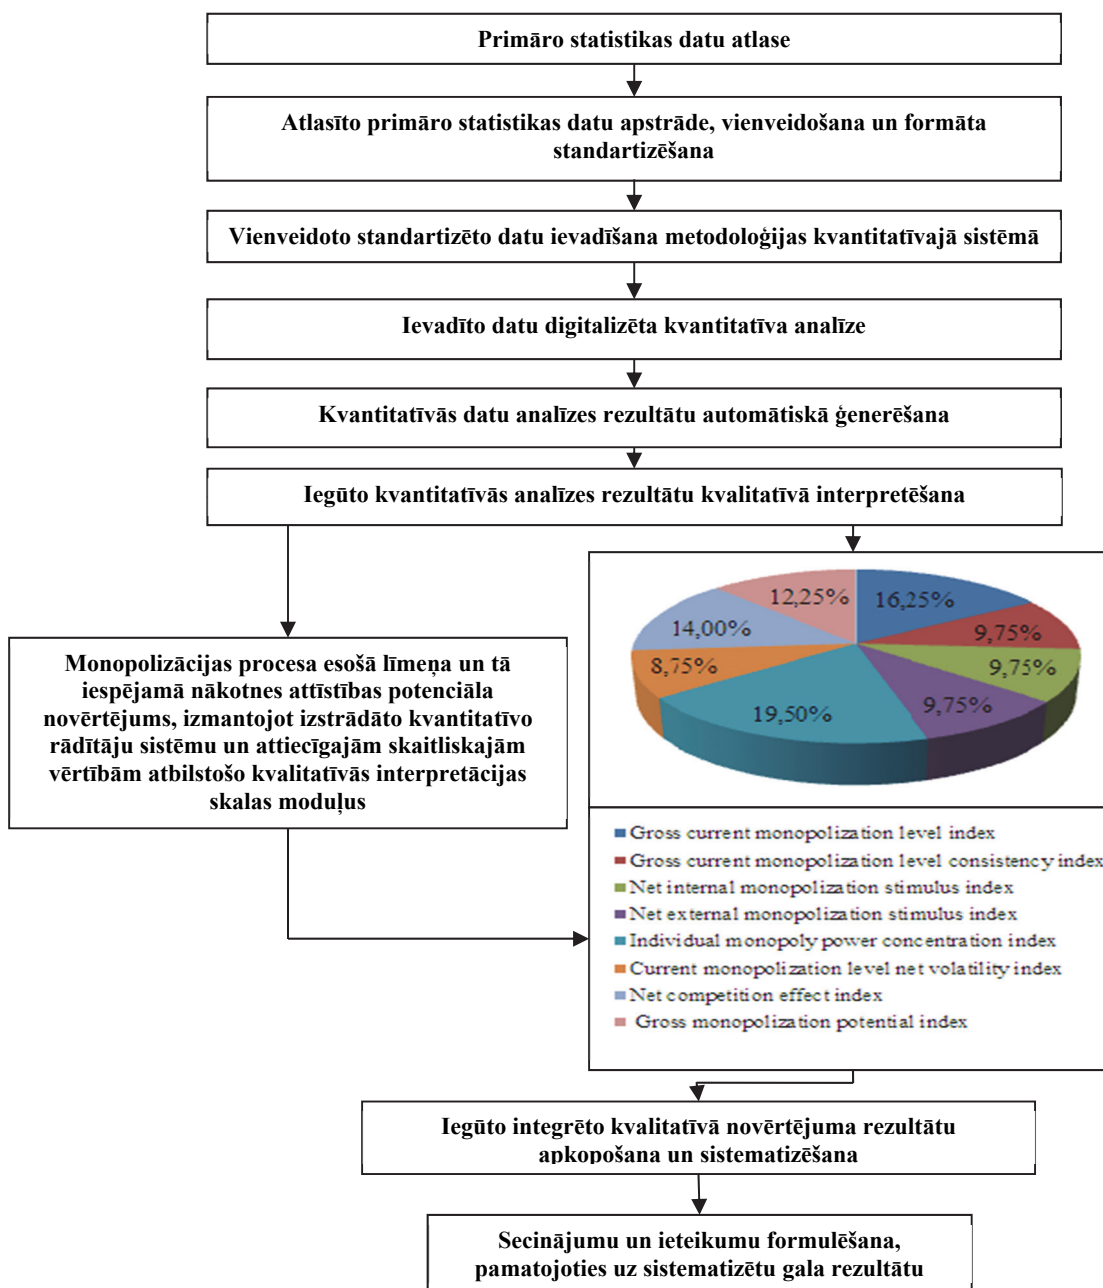 Primāro statistikas datu atlase
Atlasīto primāro statistikas datu apstrāde, vienveidošana un formāta
standartizēšana
Vienveidoto standartizēto datu ievadīšana metodoloģijas kvantitatīvajā sistēmā
Ievadīto datu digitalizēta kvantitatīva analīze
Kvantitatīvās datu analīzes rezultātu automātiskā ģenerēšana
Iegūto kvantitatīvās analīzes rezultātu kvalitatīvā interpretēšana
Monopolizācijas procesa esošā līmeņa un tā
iespējamā nākotnes attīstības potenciāla
novērtējums, izmantojot izstrādāto kvantitatīvo
rādītāju sistēmu un attiecīgajām skaitliskajām
vērtībām atbilstošo kvalitatīvās interpretācijas
skalas moduļus
12,25%
16,25%
14,00%
9,75%
8,75%
9,75%
19,50%
9,75%
Gross current monopolization level index
Gross current monopolization level consistency index
Net internal monopolization stimulus index
Net external monopolization stimulus index
Individual monopoly power concentration index
Current monopolization level net volatility index
Net competition effect index
Gross monopolization potential index
Iegūto integrēto kvalitatīvā novērtējuma rezultātu
apkopošana un sistematizēšana
Secinājumu un ieteikumu formulēšana,
pamatojoties uz sistematizētu gala rezultātu